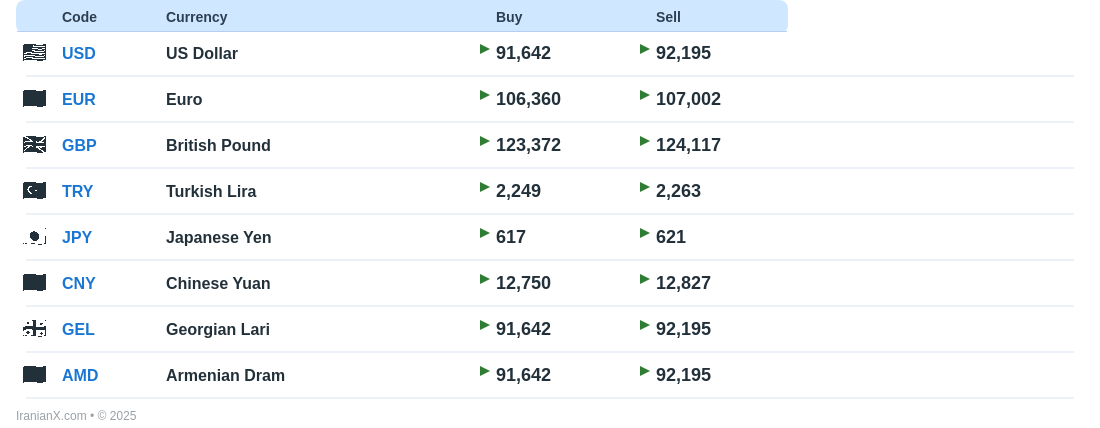 Code Currency Buy Sell
USD US Dollar 91,642 92,195
EUR Euro 106,360 107,002
GBP British Pound 123,372 124,117
TRY Turkish Lira 2,249 2,263
JPY Japanese Yen 617 621
CNY Chinese Yuan 12,750 12,827
GEL Georgian Lari 91,642 92,195
AMD Armenian Dram 91,642 92,195
IranianX.com • © 2025